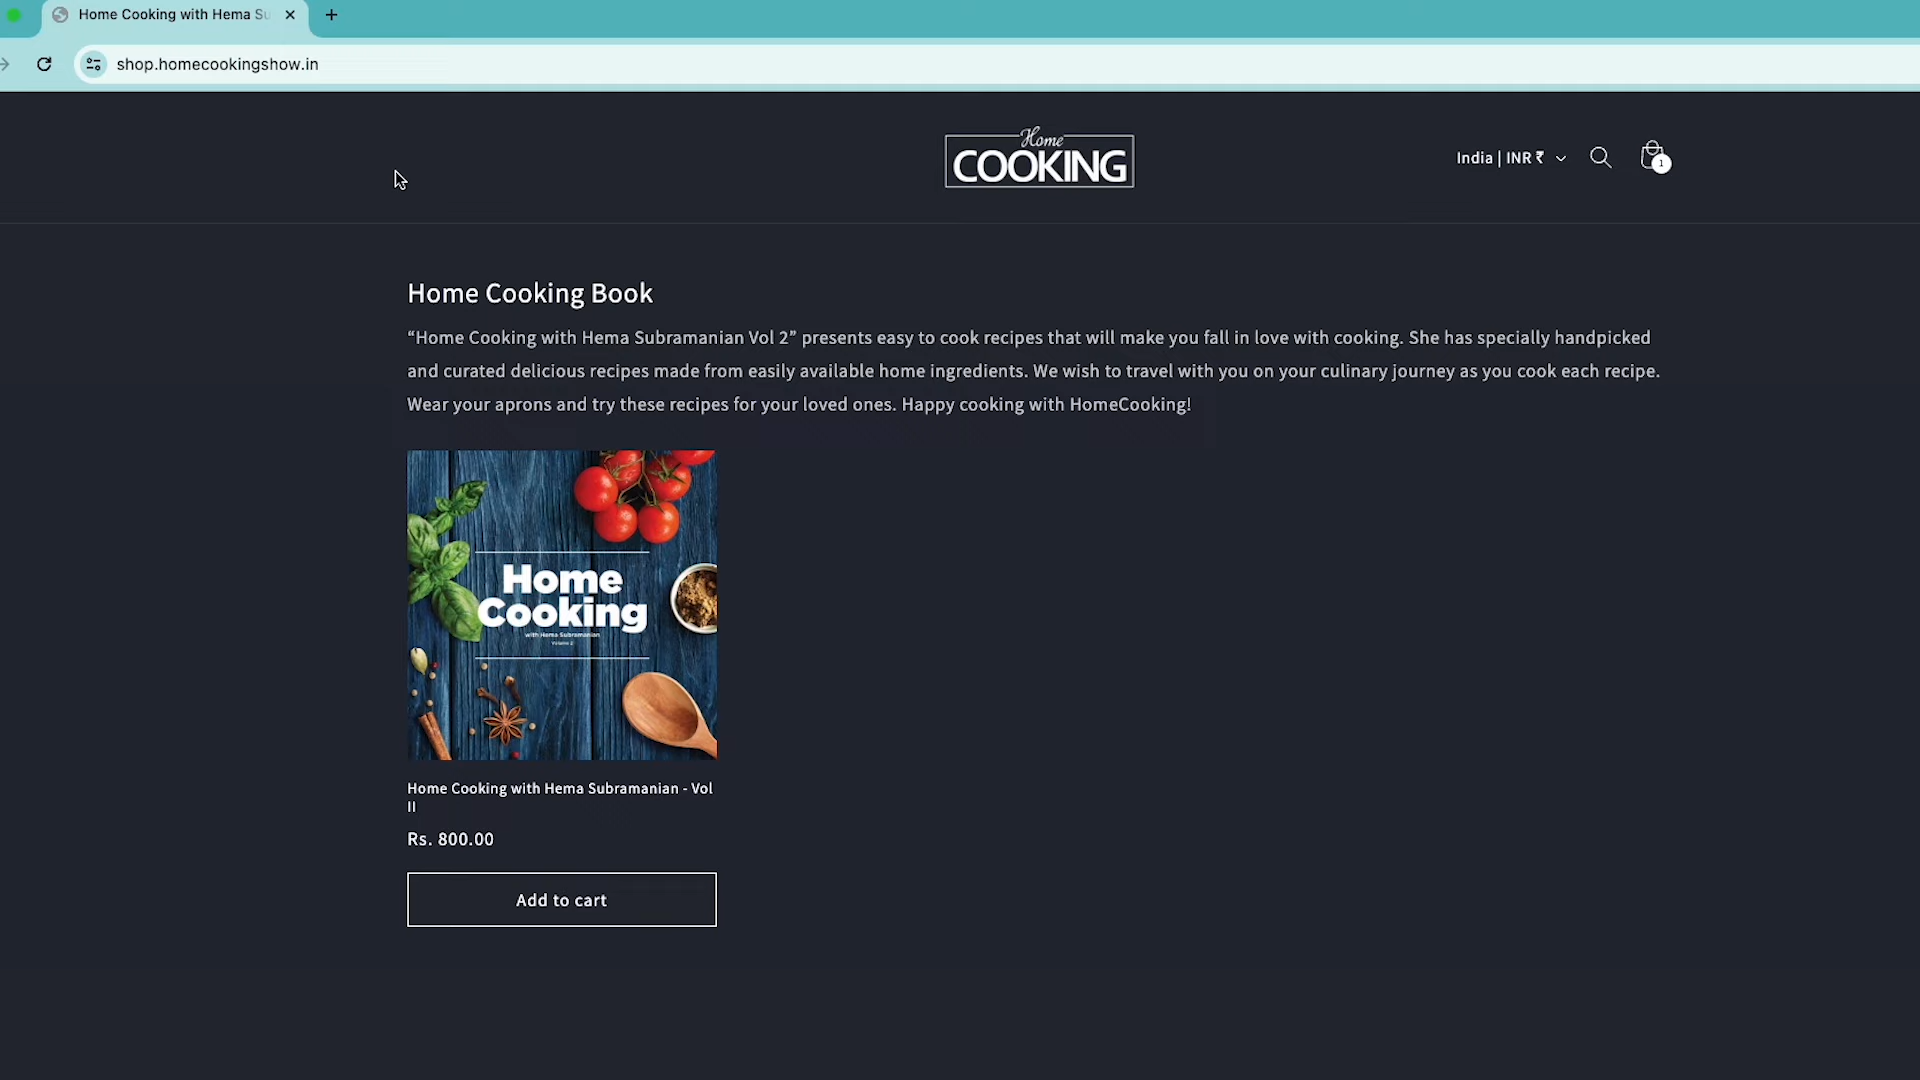 Home Cooking with Hema Su
shop.homecookingshow.in
Home
COOKING
India | INR ₹
1
Home Cooking Book
“Home Cooking with Hema Subramanian Vol 2” presents easy to cook recipes that will make you fall in love with cooking. She has specially handpicked
and curated delicious recipes made from easily available home ingredients. We wish to travel with you on your culinary journey as you cook each recipe.
Wear your aprons and try these recipes for your loved ones. Happy cooking with HomeCooking!
Home
Cooking
with Hema Subramanian
Volume 2
Home Cooking with Hema Subramanian - Vol
II
Rs. 800.00
Add to cart